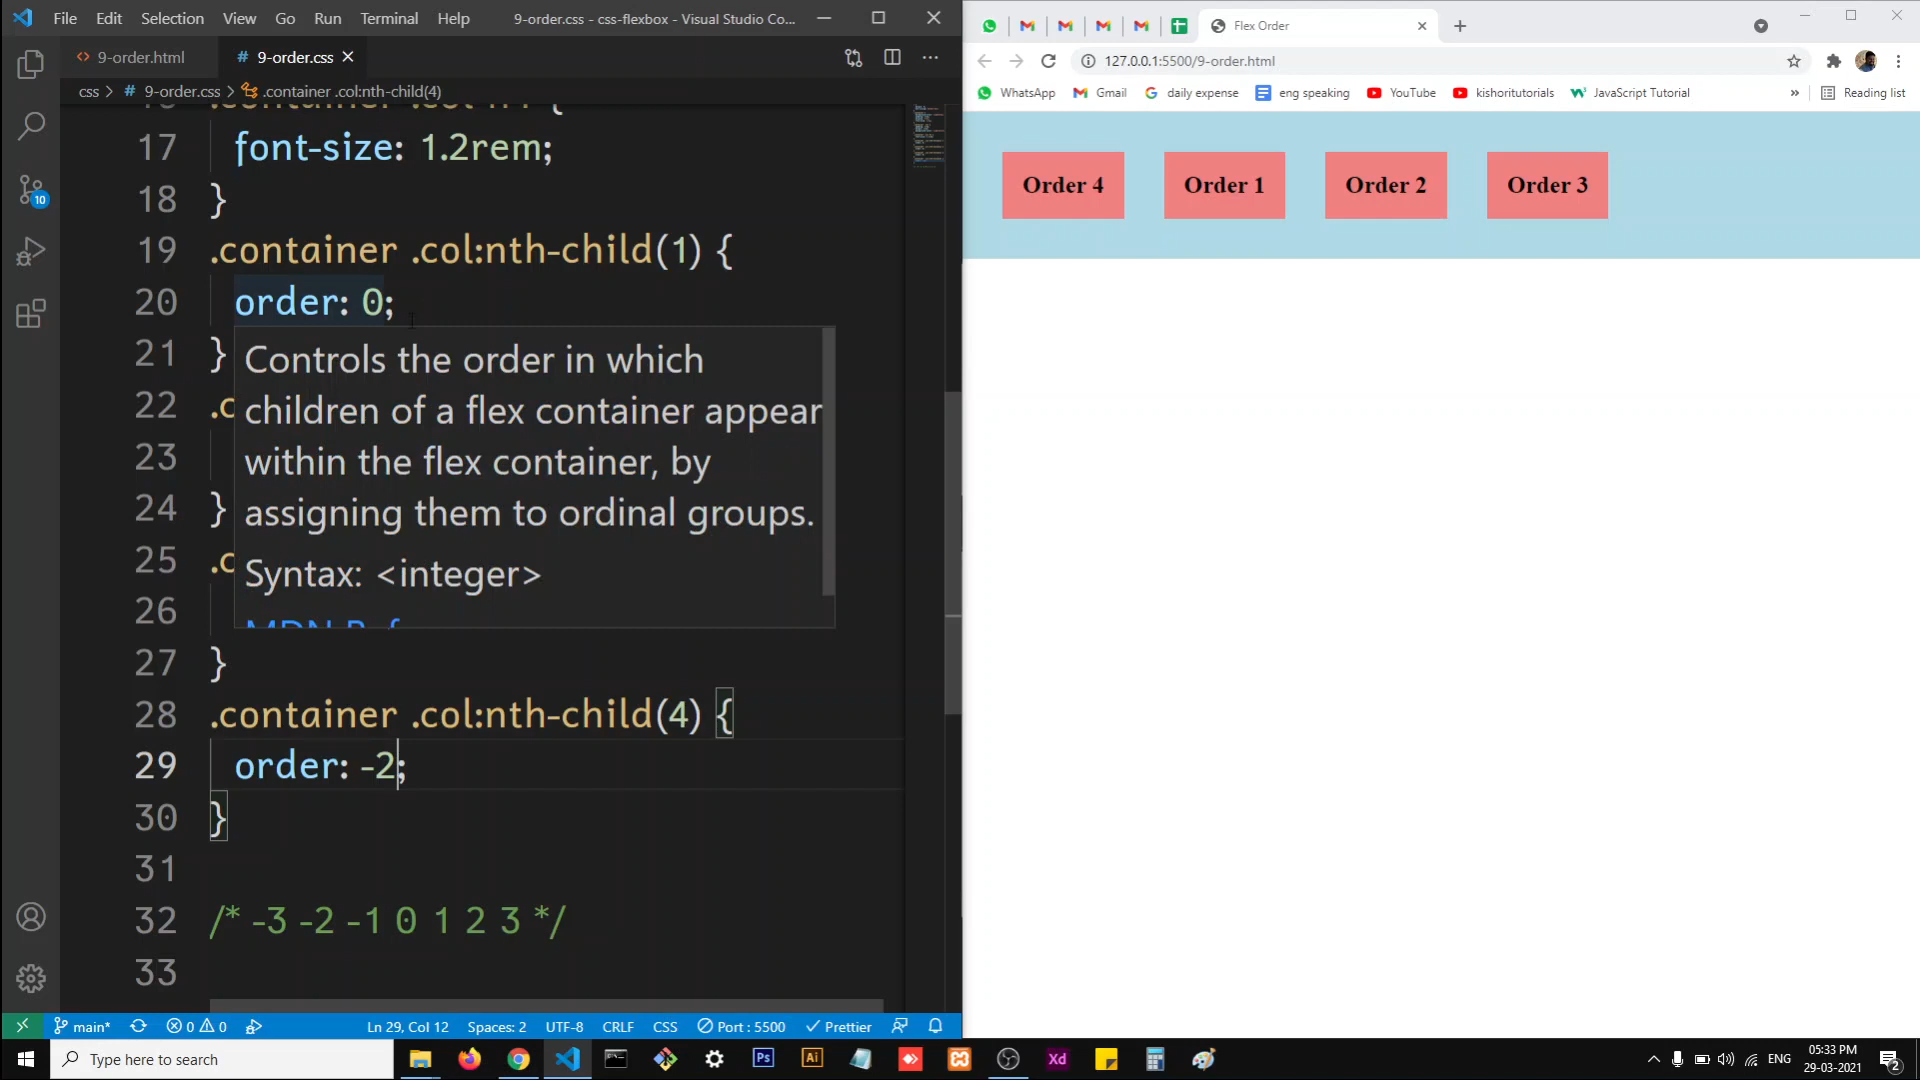 File Edit Selection View Go Run Terminal Help 9-order.css - css-flexbox - Visual Studio Co...
9-order.html # 9-order.css
css > # 9-order.css > .container .col:nth-child(4)
17 font-size: 1.2rem;
18 }
19 .container .col:nth-child(1) {
20 order: 0;
21 }
22 .c
23
24 }
25 .c
26
27 }
28 .container .col:nth-child(4) {
29 order: -2;
30 }
31
32 /* -3 -2 -1 0 1 2 3 */
33
Controls the order in which
children of a flex container appear
within the flex container, by
assigning them to ordinal groups.
Syntax: <integer>
10
main* 0 0 Ln 29, Col 12 Spaces: 2 UTF-8 CRLF CSS Port : 5500 Prettier
Flex Order
127.0.0.1:5500/9-order.html
WhatsApp Gmail daily expense eng speaking YouTube kishoritutorials JavaScript Tutorial » Reading list
Order 4 Order 1 Order 2 Order 3
Type here to search
Ps Ai Xd
ENG 05:33 PM
29-03-2021
2